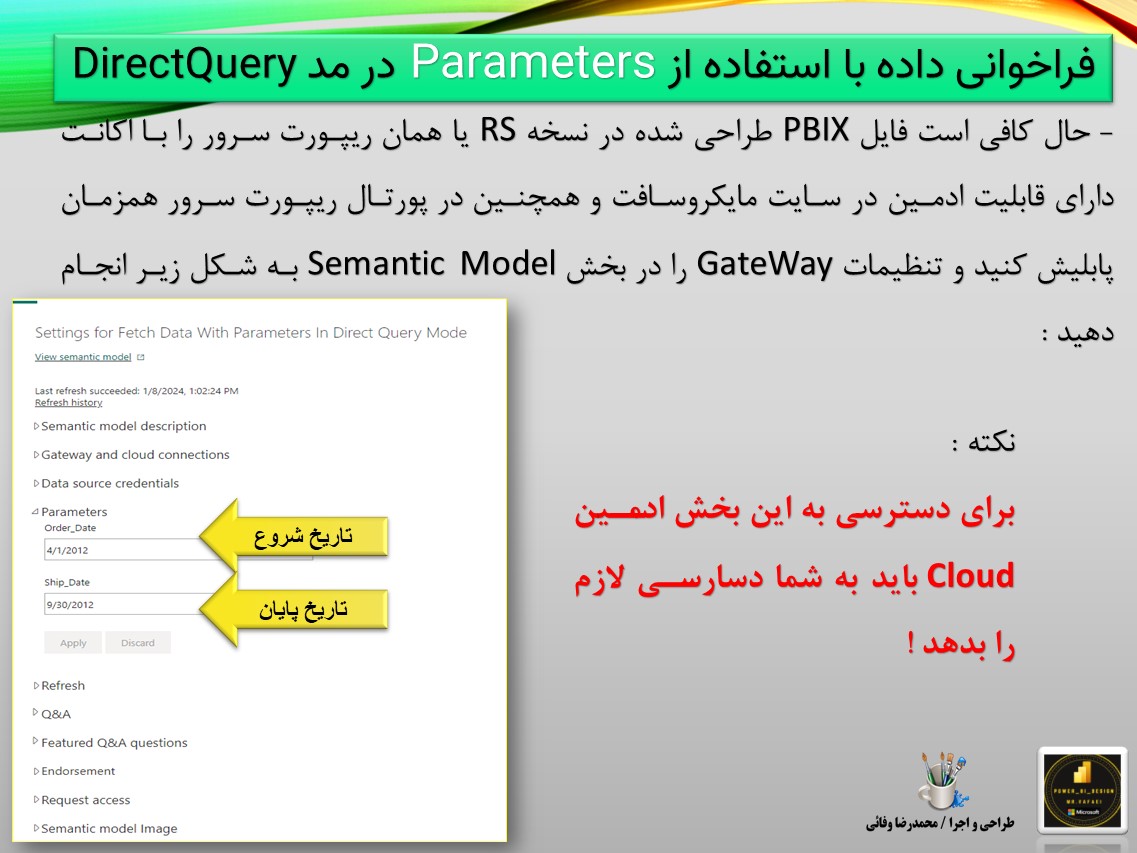 فراخوانی داده با استفاده از Parameters در مد DirectQuery
- حال کافی است فایل PBIX طراحی شده در نسخه RS یا همان ریپورت سرور را با اکانت
دارای قابلیت ادمین در سایت مایکروسافت و همچنین در پورتال ریپورت سرور همزمان
پابلیش کنید و تنظیمات GateWay را در بخش Semantic Model به شکل زیر انجام
دهید :
Settings for Fetch Data With Parameters In Direct Query Mode
View semantic model
Last refresh succeeded: 1/8/2024, 1:02:24 PM
Refresh history
Semantic model description
Gateway and cloud connections
Data source credentials
Parameters
Order_Date
4/1/2012
تاریخ شروع
Ship_Date
9/30/2012
تاریخ پایان
Apply Discard
Refresh
Q&A
Featured Q&A questions
Endorsement
Request access
Semantic model Image
نکته :
برای دسترسی به این بخش ادمین
Cloud باید به شما دسارسی لازم
را بدهد !
طراحی و اجرا / محمدرضا وفائی
POWER_BI_DESIGN
MR.VAFAEI
Microsoft